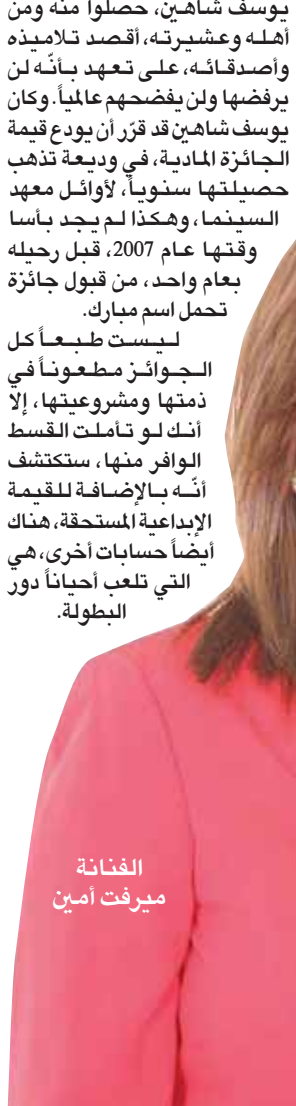 يوسف شاهين، حصلوا منه ومن
أهله وعشيرته، أقصد تلاميذه
وأصدقائه، على تعهد بأنّه لن
يرفضها ولن يفضحهم عالمياً. وكان
يوسف شاهين قد قرّر أن يودع قيمة
الجائزة المادية، في وديعة تذهب
حصيلتها سنوياً، لأوائل معهد
السينما، وهكذا لم يجد بأسا
وقتها عام 2007، قبل رحيله
بعام واحد، من قبول جائزة
تحمل اسم مبارك.
ليست طبعاً كل
الجوائز مطعوناً في
ذمتها ومشروعيتها، إلا
أنك لو تأملت القسط
الوافر منها، ستكتشف
أنّه بالإضافة للقيمة
الإبداعية المستحقة، هناك
أيضاً حسابات أخرى، هي
التي تلعب أحياناً دور
البطولة.
الفنانة
ميرفت أمين